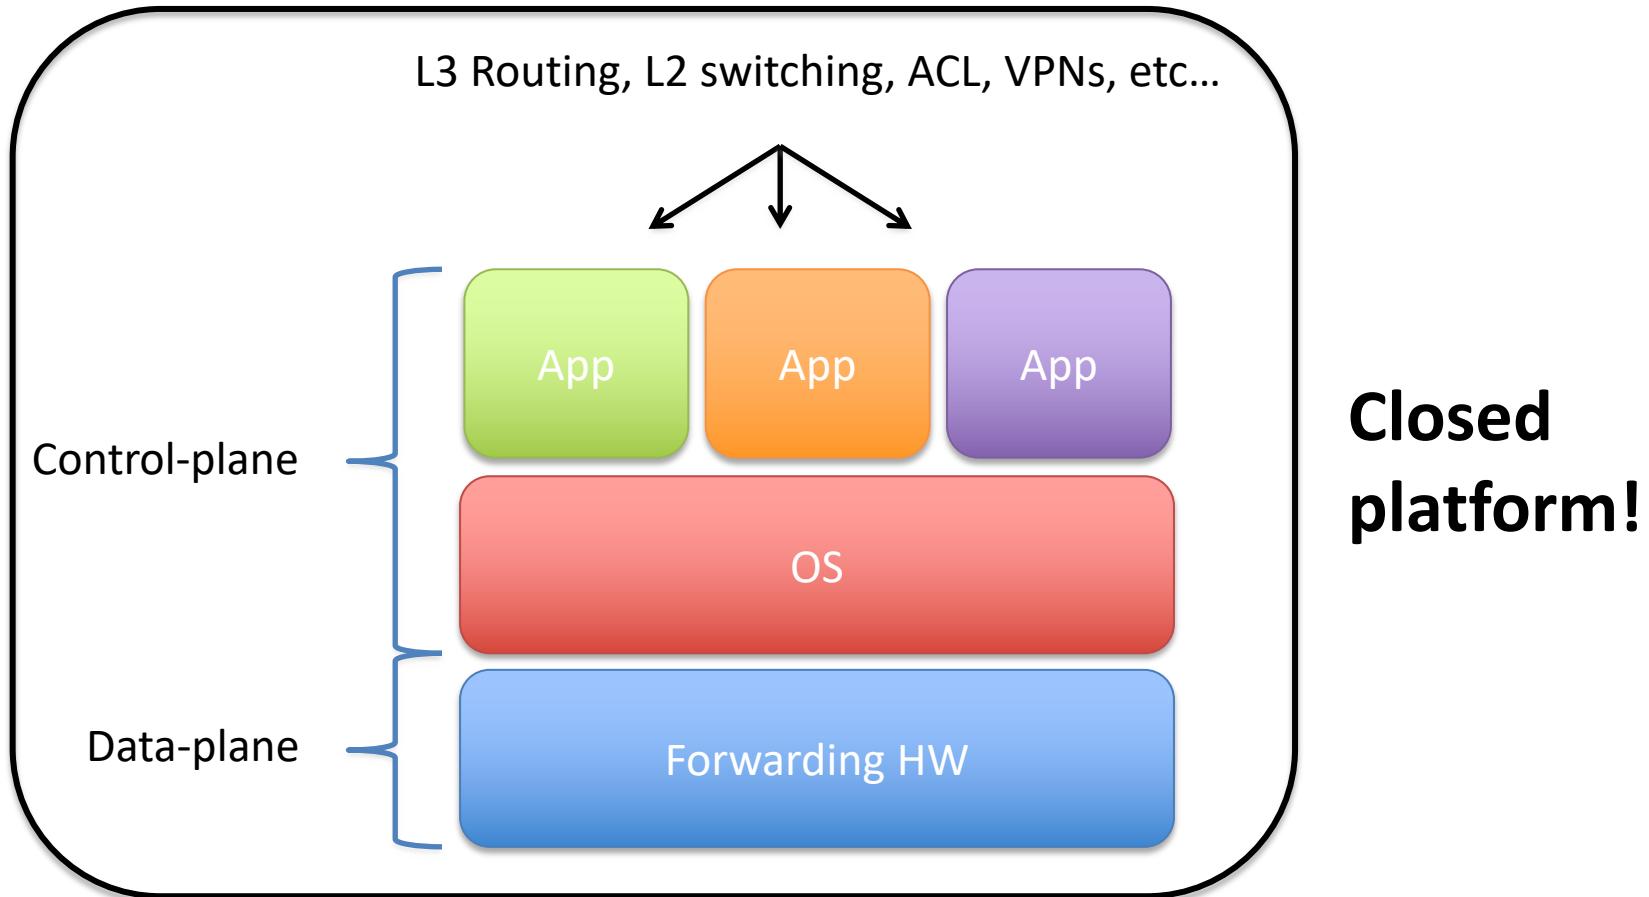 L3 Routing, L2 switching, ACL, VPNs, etc…
App
App
App
Control-plane
Closed
platform!
OS
Data-plane
Forwarding HW